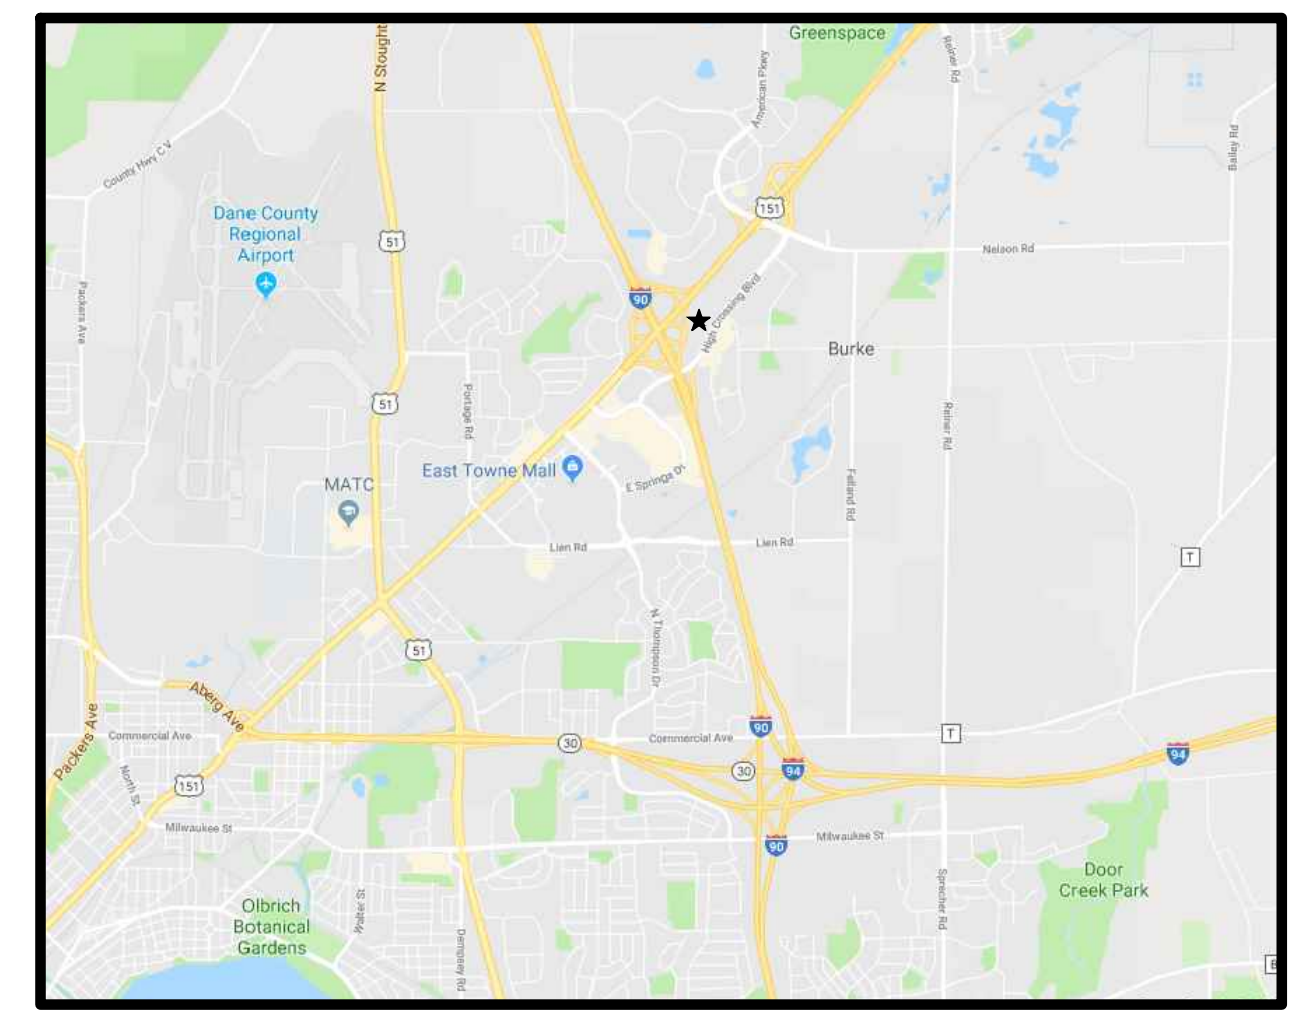 Greenspace
N Stought
Reiner Rd
American Pkwy
County Hwy CV
Bailey Rd
Dane County
Regional
Airport
151
51
Nelson Rd
Packers Ave
90
High Crossing Blvd
Burke
51
Portage Rd
Reiner Rd
East Towne Mall
MATC
E Springs Dr
Felland Rd
Lien Rd
Lien Rd
T
N Thompson Dr
51
Aberg Ave
Packers Ave
Commercial Ave
30
Commercial Ave
90
T
94
30
94
North St
151
Milwaukee St
Milwaukee St
90
Door
Creek Park
Sprecher Rd
Walter St
Olbrich
Botanical
Gardens
Dempsey Rd